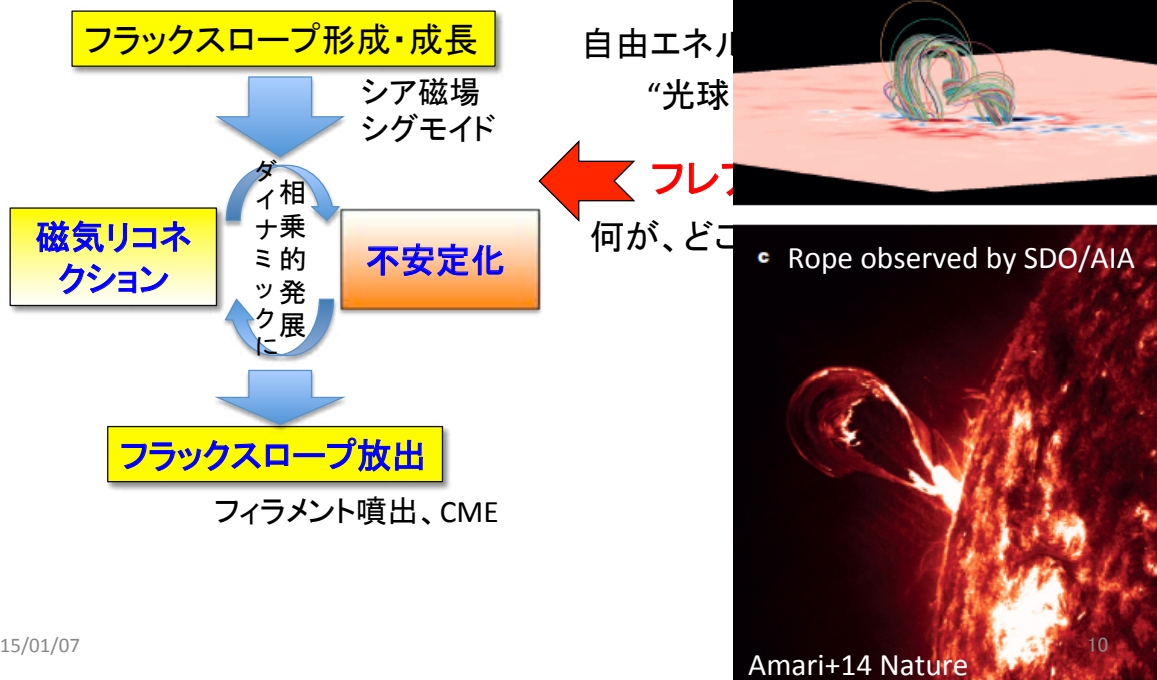 フラックスロープ形成・成長
シア磁場
シグモイド
自由エネル
“光球
ダイナミックに
相乗的発展
磁気リコネ
クション
不安定化
フレ
何が、どこ
フラックスロープ放出
フィラメント噴出、CME
c Rope observed by SDO/AIA
15/01/07
10
Amari+14 Nature